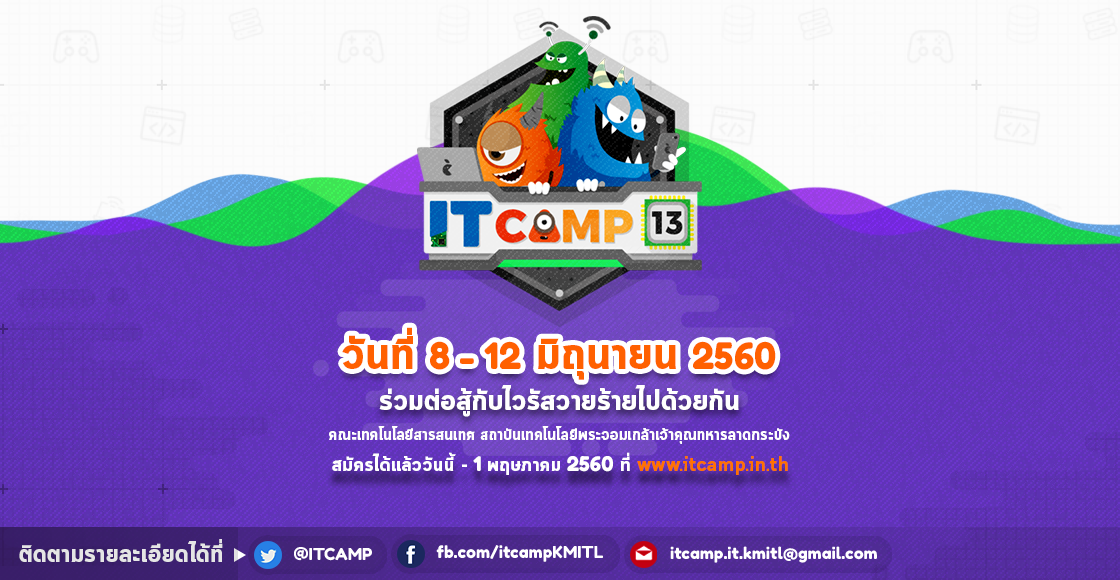 IT CAMP 13
วันที่ 8 - 12 มิถุนายน 2560
ร่วมต่อสู้กับไวรัสวายร้ายไปด้วยกัน
คณะเทคโนโลยีสารสนเทศ สถาบันเทคโนโลยีพระจอมเกล้าเจ้าคุณทหารลาดกระบัง
สมัครได้แล้ววันนี้ - 1 พฤษภาคม 2560 ที่ www.itcamp.in.th
ติดตามรายละเอียดได้ที่ @ITCAMP fb.com/itcampKMITL itcamp.it.kmitl@gmail.com